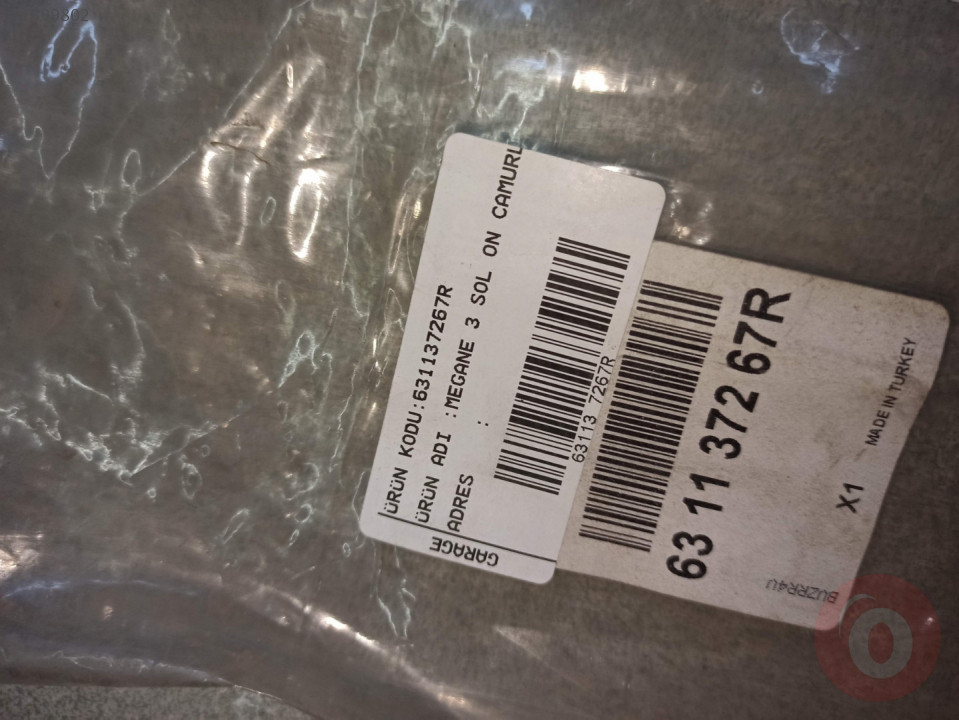 ÜRÜN KODU:631137267R
ÜRÜN ADI :MEGANE 3 SOL ON CAMURL
ADRES :
GARAGE
63113 7267R
63 11 372 67R
X1
MADE IN TURKEY
BUZRR4U